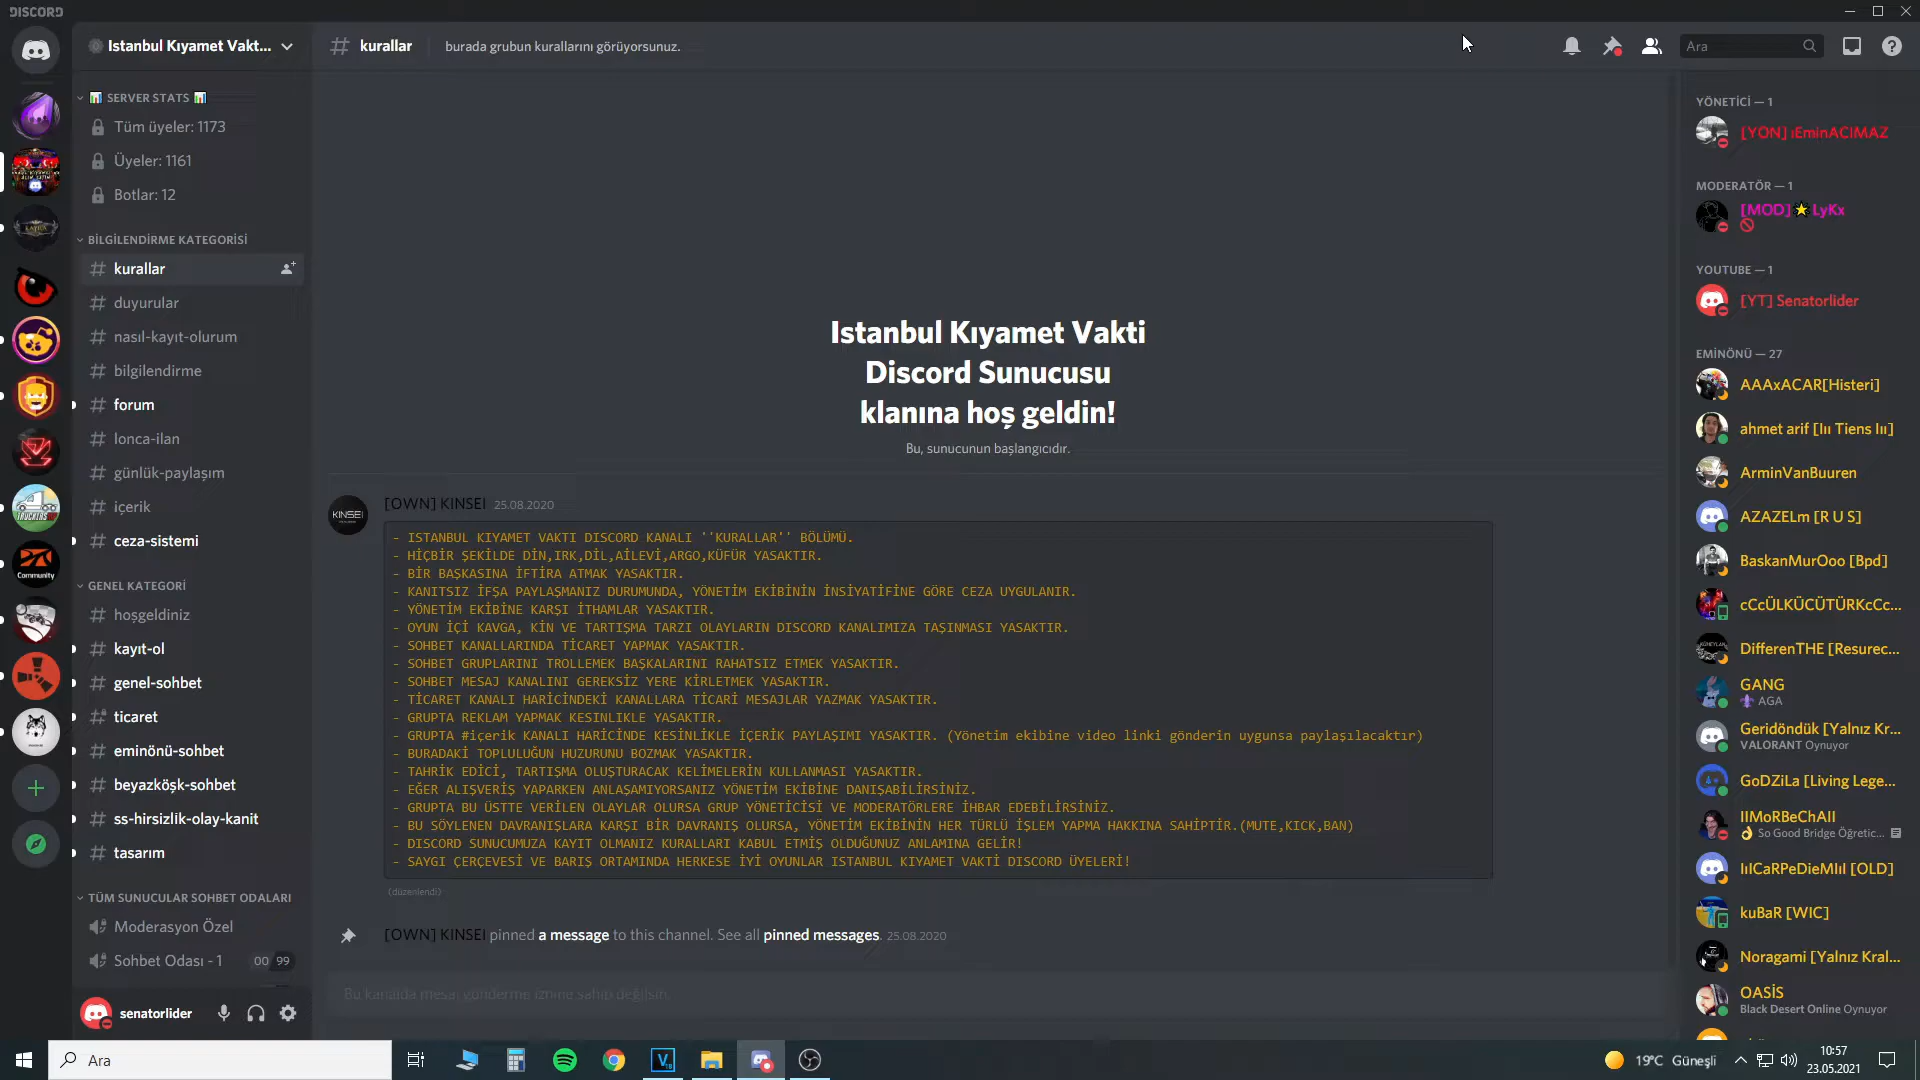 DISCORD
Istanbul Kıyamet Vakt...
kurallar
burada grubun kurallarını görüyorsunuz.
Ara
SERVER STATS
Tüm üyeler: 1173
Üyeler: 1161
Botlar: 12
BİLGİLENDİRME KATEGORİSİ
kurallar
duyurular
nasıl-kayıt-olurum
bilgilendirme
forum
lonca-ilan
günlük-paylaşım
içerik
ceza-sistemi
GENEL KATEGORİ
hoşgeldiniz
kayıt-ol
genel-sohbet
ticaret
eminönü-sohbet
beyazköşk-sohbet
ss-hirsizlik-olay-kanit
tasarım
TÜM SUNUCULAR SOHBET ODALARI
Moderasyon Özel
Sohbet Odası - 1 00 99
senatorlider
Istanbul Kıyamet Vakti
Discord Sunucusu
klanına hoş geldin!
Bu, sunucunun başlangıcıdır.
KINSEI
[OWN] KINSEI 25.08.2020
- ISTANBUL KIYAMET VAKTI DISCORD KANALI ''KURALLAR'' BÖLÜMÜ.
- HİÇBİR ŞEKİLDE DİN,IRK,DİL,AİLEVİ,ARGO,KÜFÜR YASAKTIR.
- BİR BAŞKASINA İFTİRA ATMAK YASAKTIR.
- KANITSIZ İFŞA PAYLAŞMANIZ DURUMUNDA, YÖNETİM EKİBİNİN İNSİYATİFİNE GÖRE CEZA UYGULANIR.
- YÖNETİM EKİBİNE KARŞI İTHAMLAR YASAKTIR.
- OYUN İÇİ KAVGA, KİN VE TARTIŞMA TARZI OLAYLARIN DISCORD KANALIMIZA TAŞINMASI YASAKTIR.
- SOHBET KANALLARINDA TİCARET YAPMAK YASAKTIR.
- SOHBET GRUPLARINI TROLLEMEK BAŞKALARINI RAHATSIZ ETMEK YASAKTIR.
- SOHBET MESAJ KANALINI GEREKSİZ YERE KİRLETMEK YASAKTIR.
- TİCARET KANALI HARİCİNDEKİ KANALLARA TİCARİ MESAJLAR YAZMAK YASAKTIR.
- GRUPTA REKLAM YAPMAK KESINLIKLE YASAKTIR.
- GRUPTA #içerik KANALI HARİCİNDE KESİNLİKLE İÇERİK PAYLAŞIMI YASAKTIR. (Yönetim ekibine video linki gönderin uygunsa paylaşılacaktır)
- BURADAKİ TOPLULUĞUN HUZURUNU BOZMAK YASAKTIR.
- TAHRİK EDİCİ, TARTIŞMA OLUŞTURACAK KELİMELERİN KULLANMASI YASAKTIR.
- EĞER ALIŞVERİŞ YAPARKEN ANLAŞAMIYORSANIZ YÖNETİM EKİBİNE DANIŞABİLİRSİNİZ.
- GRUPTA BU ÜSTTE VERİLEN OLAYLAR OLURSA GRUP YÖNETİCİSİ VE MODERATÖRLERE İHBAR EDEBİLİRSİNİZ.
- BU SÖYLENEN DAVRANIŞLARA KARŞI BİR DAVRANIŞ OLURSA, YÖNETİM EKİBİNİN HER TÜRLÜ İŞLEM YAPMA HAKKINA SAHİPTİR.(MUTE,KICK,BAN)
- DISCORD SUNUCUMUZA KAYIT OLMANIZ KURALLARI KABUL ETMİŞ OLDUĞUNUZ ANLAMINA GELİR!
- SAYGI ÇERÇEVESİ VE BARIŞ ORTAMINDA HERKESE İYİ OYUNLAR ISTANBUL KIYAMET VAKTİ DISCORD ÜYELERİ!
(düzenlendi)
[OWN] KINSEI pinned a message to this channel. See all pinned messages. 25.08.2020
Bu kanalda mesaj gönderme iznine sahip değilsin.
YÖNETİCİ — 1
[YON] ıEminACIMAZ
MODERATÖR — 1
[MOD]⭐LyKx
YOUTUBE — 1
[YT] Senatorlider
EMİNÖNÜ — 27
AAAxACAR[Histeri]
ahmet arif [Iıı Tiens Iıı]
ArminVanBuuren
AZAZELm [R U S]
BaskanMurOoo [Bpd]
cCcÜLKÜCÜTÜRKcCc...
DifferenTHE [Resurec...
GANG
AGA
Geridöndük [Yalnız Kr...
VALORANT Oynuyor
GoDZiLa [Living Lege...
IIMoRBeChAII
So Good Bridge Öğretic...
IıIICaRPeDieMIıII [OLD]
kuBaR [WIC]
Noragami [Yalnız Kral...
OASİS
Black Desert Online Oynuyor
Community
Ara
19°C Güneşli
10:57
23.05.2021